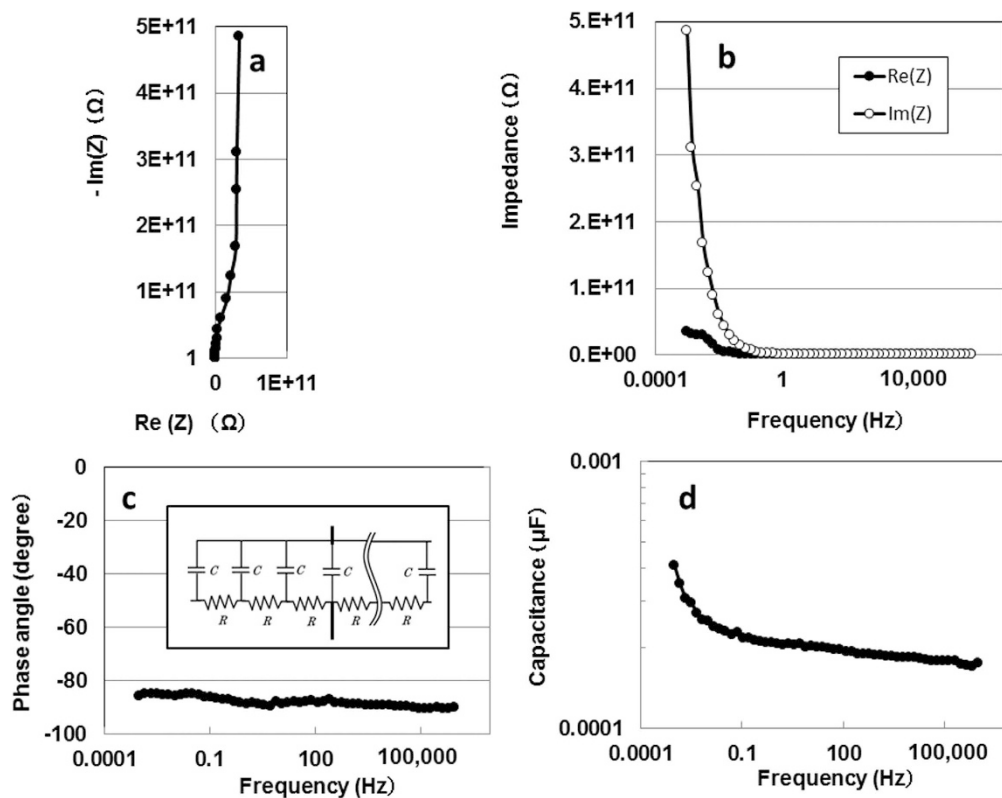 a
5E+11
4E+11
3E+11
2E+11
1E+11
1
- Im(Z) (Ω)
0
1E+11
Re (Z) (Ω)
b
5.E+11
4.E+11
3.E+11
2.E+11
1.E+11
0.E+00
Impedance (Ω)
Re(Z)
Im(Z)
0.0001
1
10,000
Frequency (Hz)
c
0
-20
-40
-60
-80
-100
Phase angle (degree)
C
C
C
C
C
R
R
R
R
R
0.0001
0.1
100
100,000
Frequency (Hz)
d
0.001
0.0001
Capacitance (μF)
0.0001
0.1
100
100,000
Frequency (Hz)